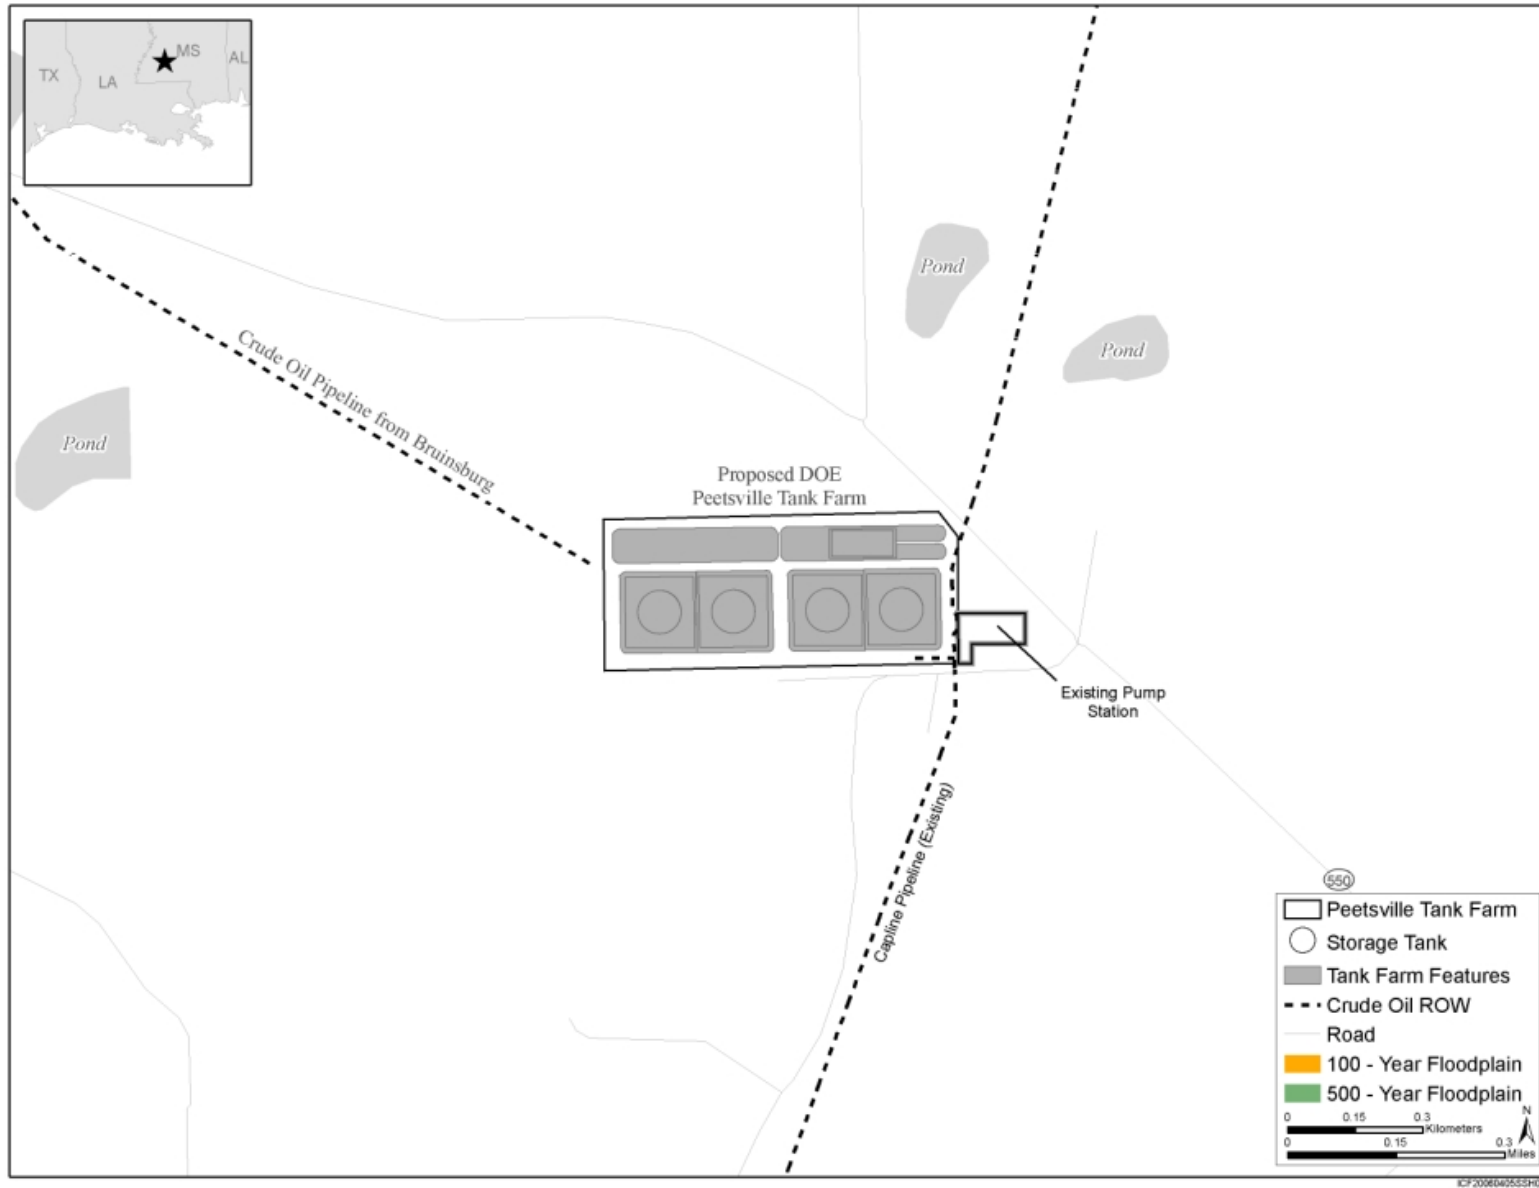 TX
LA
MS
AL
Pond
Pond
Pond
Crude Oil Pipeline from Bruinsburg
Proposed DOE
Peetsville Tank Farm
Existing Pump
Station
Capline Pipeline (Existing)
550
Peetsville Tank Farm
Storage Tank
Tank Farm Features
Crude Oil ROW
Road
100 - Year Floodplain
500 - Year Floodplain
N
0 0.15 0.3
Kilometers
0 0.15 0.3
Miles